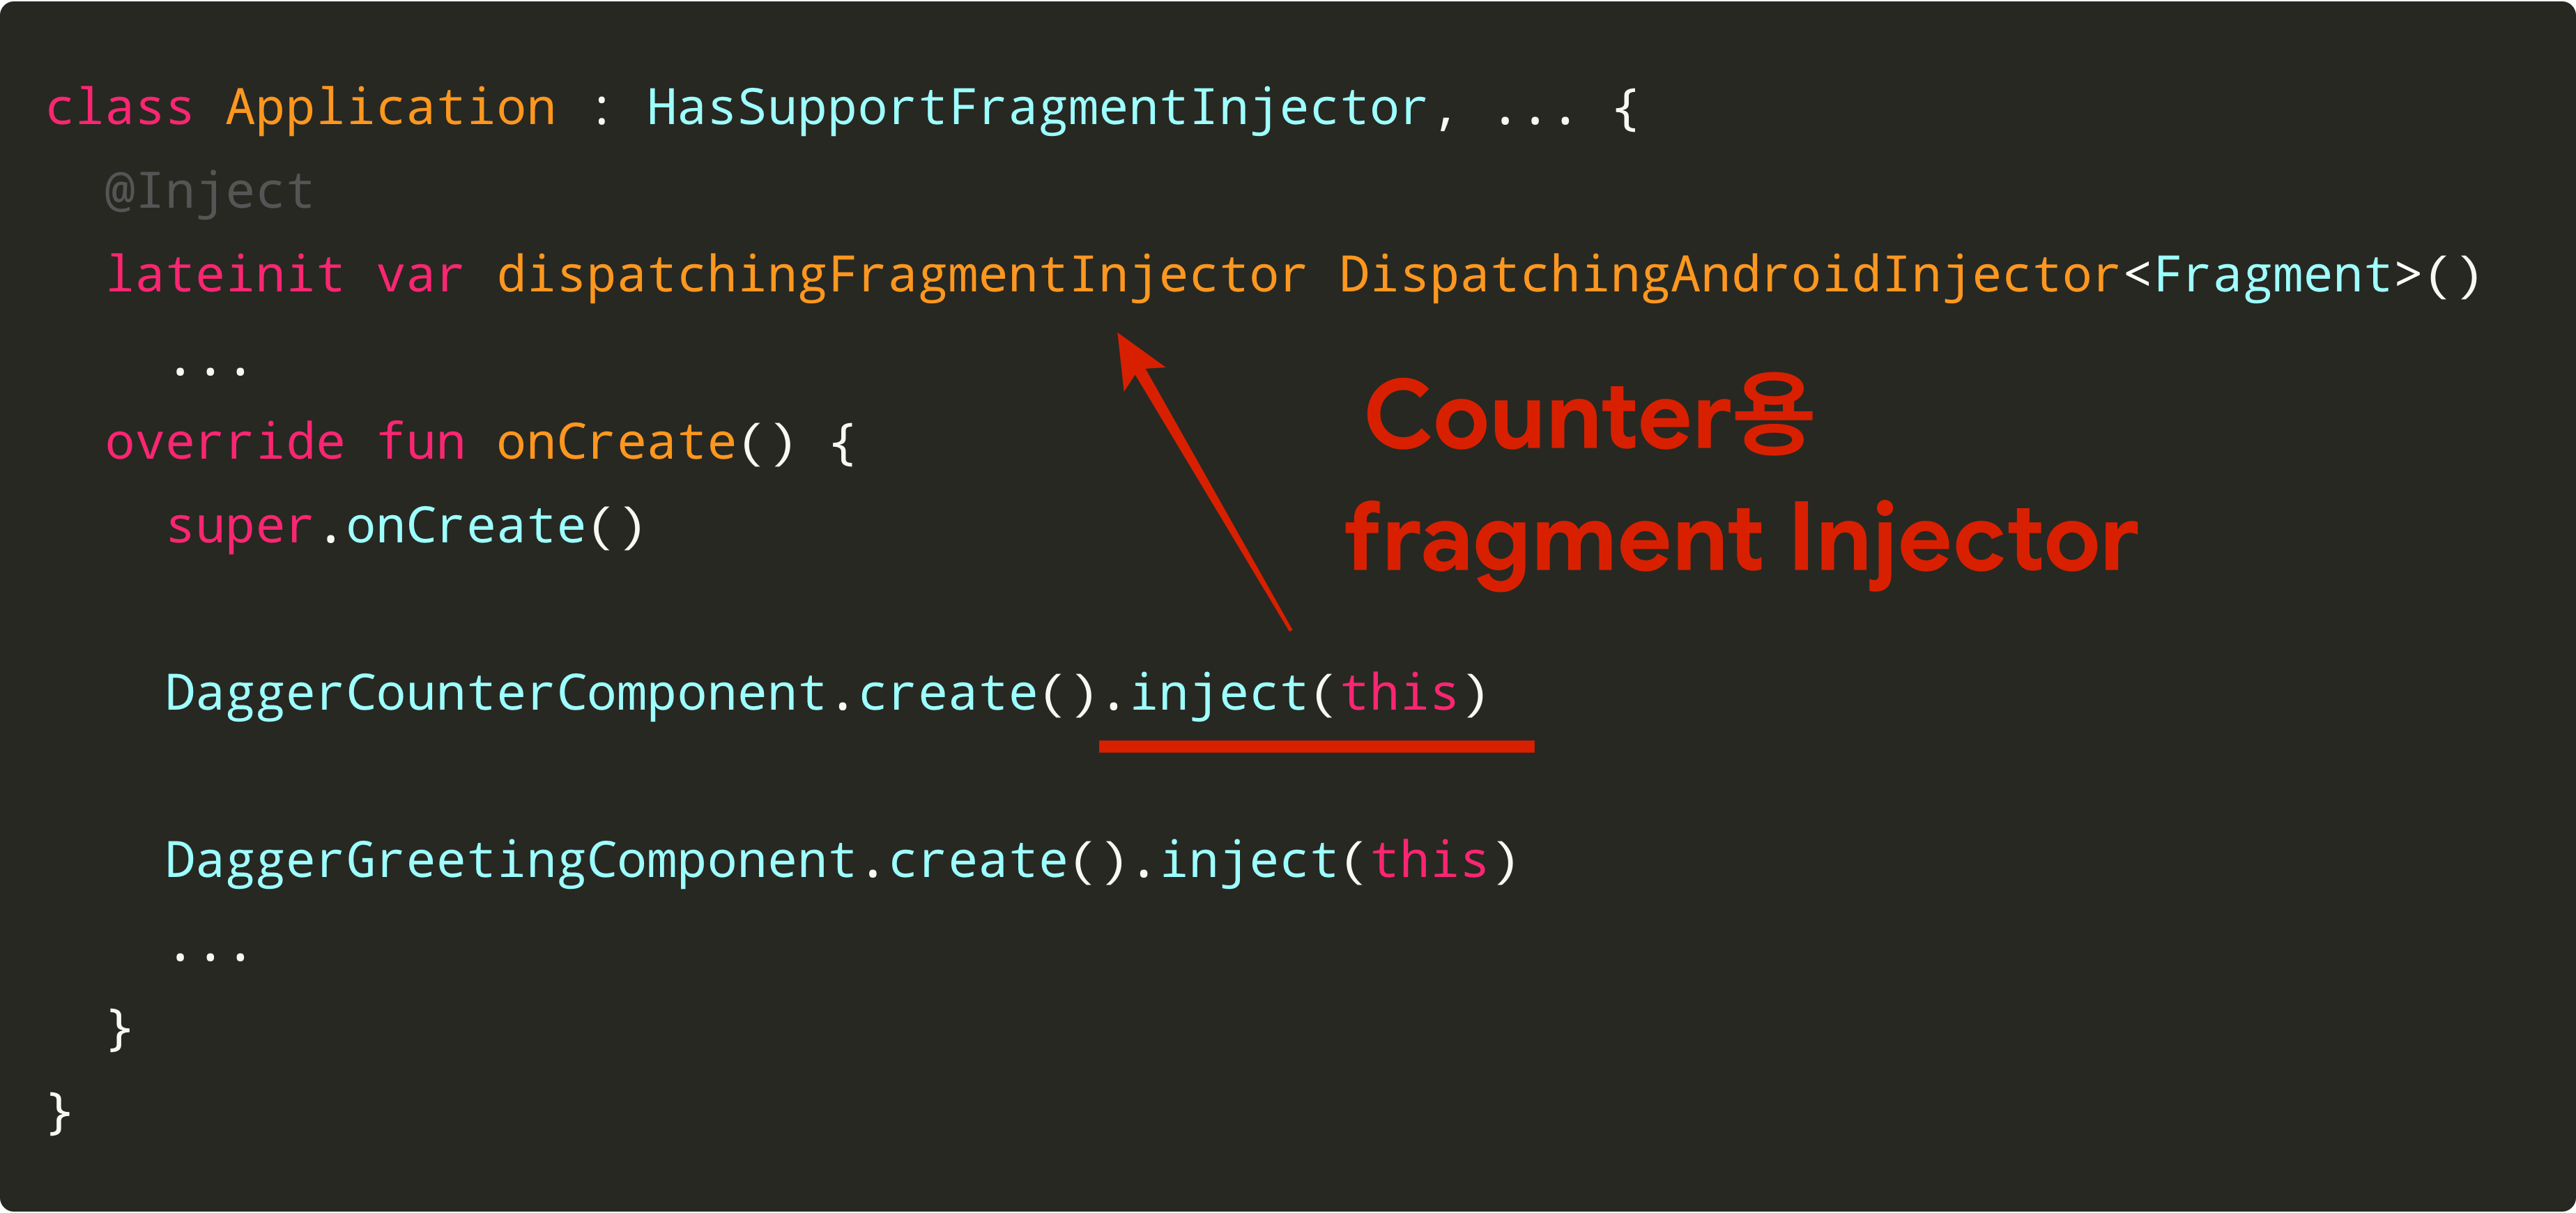 class Application : HasSupportFragmentInjector, ... {
@Inject
lateinit var dispatchingFragmentInjector DispatchingAndroidInjector<Fragment>()
...
Counter용
override fun onCreate() {
fragment Injector
super.onCreate()
DaggerCounterComponent.create().inject(this)
DaggerGreetingComponent.create().inject(this)
...
}
}